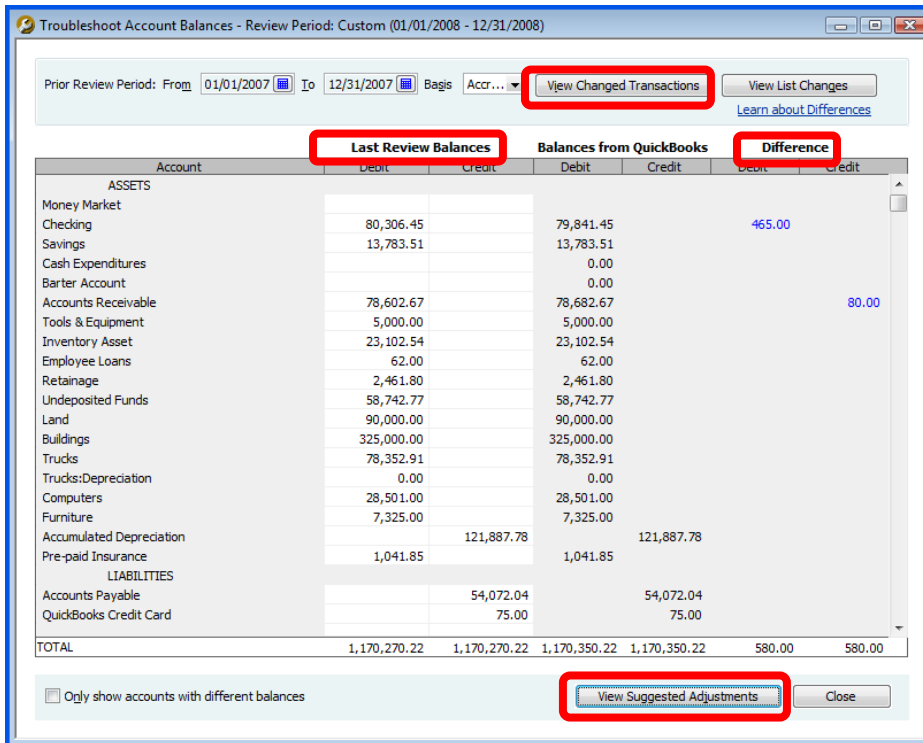 Troubleshoot Account Balances - Review Period: Custom (01/01/2008 - 12/31/2008)
Prior Review Period: From 01/01/2007 To 12/31/2007 Basis Accr... View Changed Transactions View List Changes
Learn about Differences
Last Review Balances Balances from QuickBooks Difference
Account Debit Credit Debit Credit Debit Credit
ASSETS
Money Market
Checking 80,306.45 79,841.45 465.00
Savings 13,783.51 13,783.51
Cash Expenditures 0.00
Barter Account 0.00
Accounts Receivable 78,602.67 78,682.67 80.00
Tools & Equipment 5,000.00 5,000.00
Inventory Asset 23,102.54 23,102.54
Employee Loans 62.00 62.00
Retainage 2,461.80 2,461.80
Undeposited Funds 58,742.77 58,742.77
Land 90,000.00 90,000.00
Buildings 325,000.00 325,000.00
Trucks 78,352.91 78,352.91
Trucks:Depreciation 0.00 0.00
Computers 28,501.00 28,501.00
Furniture 7,325.00 7,325.00
Accumulated Depreciation 121,887.78 121,887.78
Pre-paid Insurance 1,041.85 1,041.85
LIABILITIES
Accounts Payable 54,072.04 54,072.04
QuickBooks Credit Card 75.00 75.00
TOTAL 1,170,270.22 1,170,270.22 1,170,350.22 1,170,350.22 580.00 580.00
Only show accounts with different balances View Suggested Adjustments Close